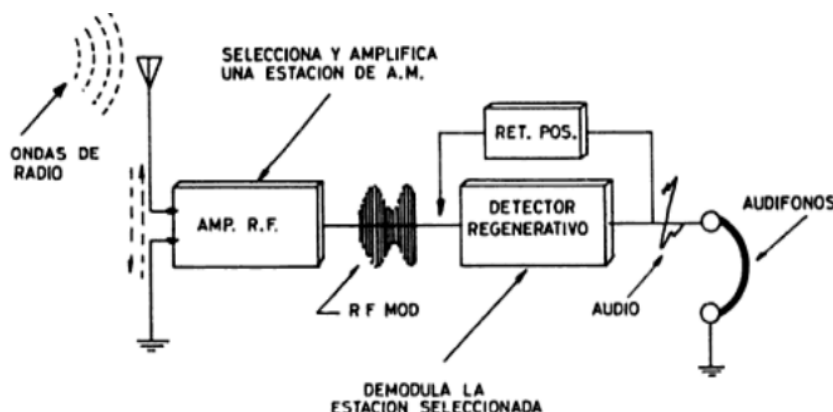 SELECCIONA Y AMPLIFICA
UNA ESTACION DE A.M.
ONDAS DE
RADIO
RET. POS.
AMP. R.F.
DETECTOR
REGENERATIVO
AUDIFONOS
R F MOD
AUDIO
DEMODULA LA
ESTACION SELECCIONADA